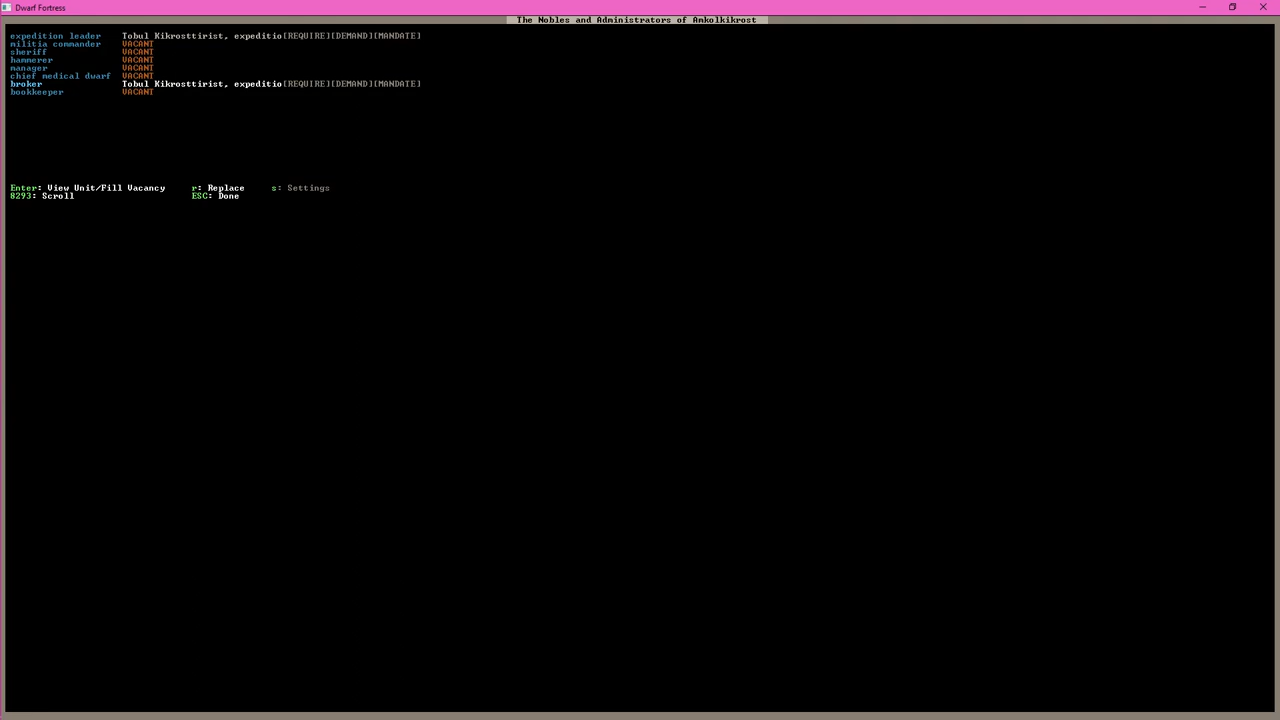 Dwarf Fortress
The Nobles and Administrators of Amkolkikrost
expedition leader Tobul Kikrosttirist, expeditio[REQUIRE][DEMAND][MANDATE]
militia commander VACANT
sheriff VACANT
hammerer VACANT
manager VACANT
chief medical dwarf VACANT
broker Tobul Kikrosttirist, expeditio[REQUIRE][DEMAND][MANDATE]
bookkeeper VACANT
Enter: View Unit/Fill Vacancy r: Replace s: Settings
8293: Scroll ESC: Done